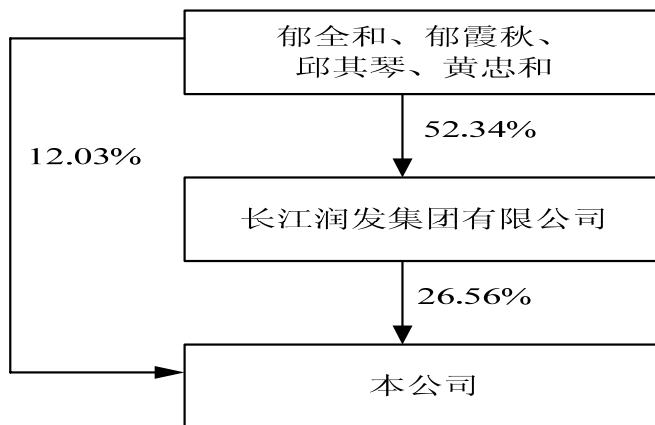 郁全和、郁霞秋、
邱其琴、黄忠和
52.34%
12.03%
长江润发集团有限公司
26.56%
本公司